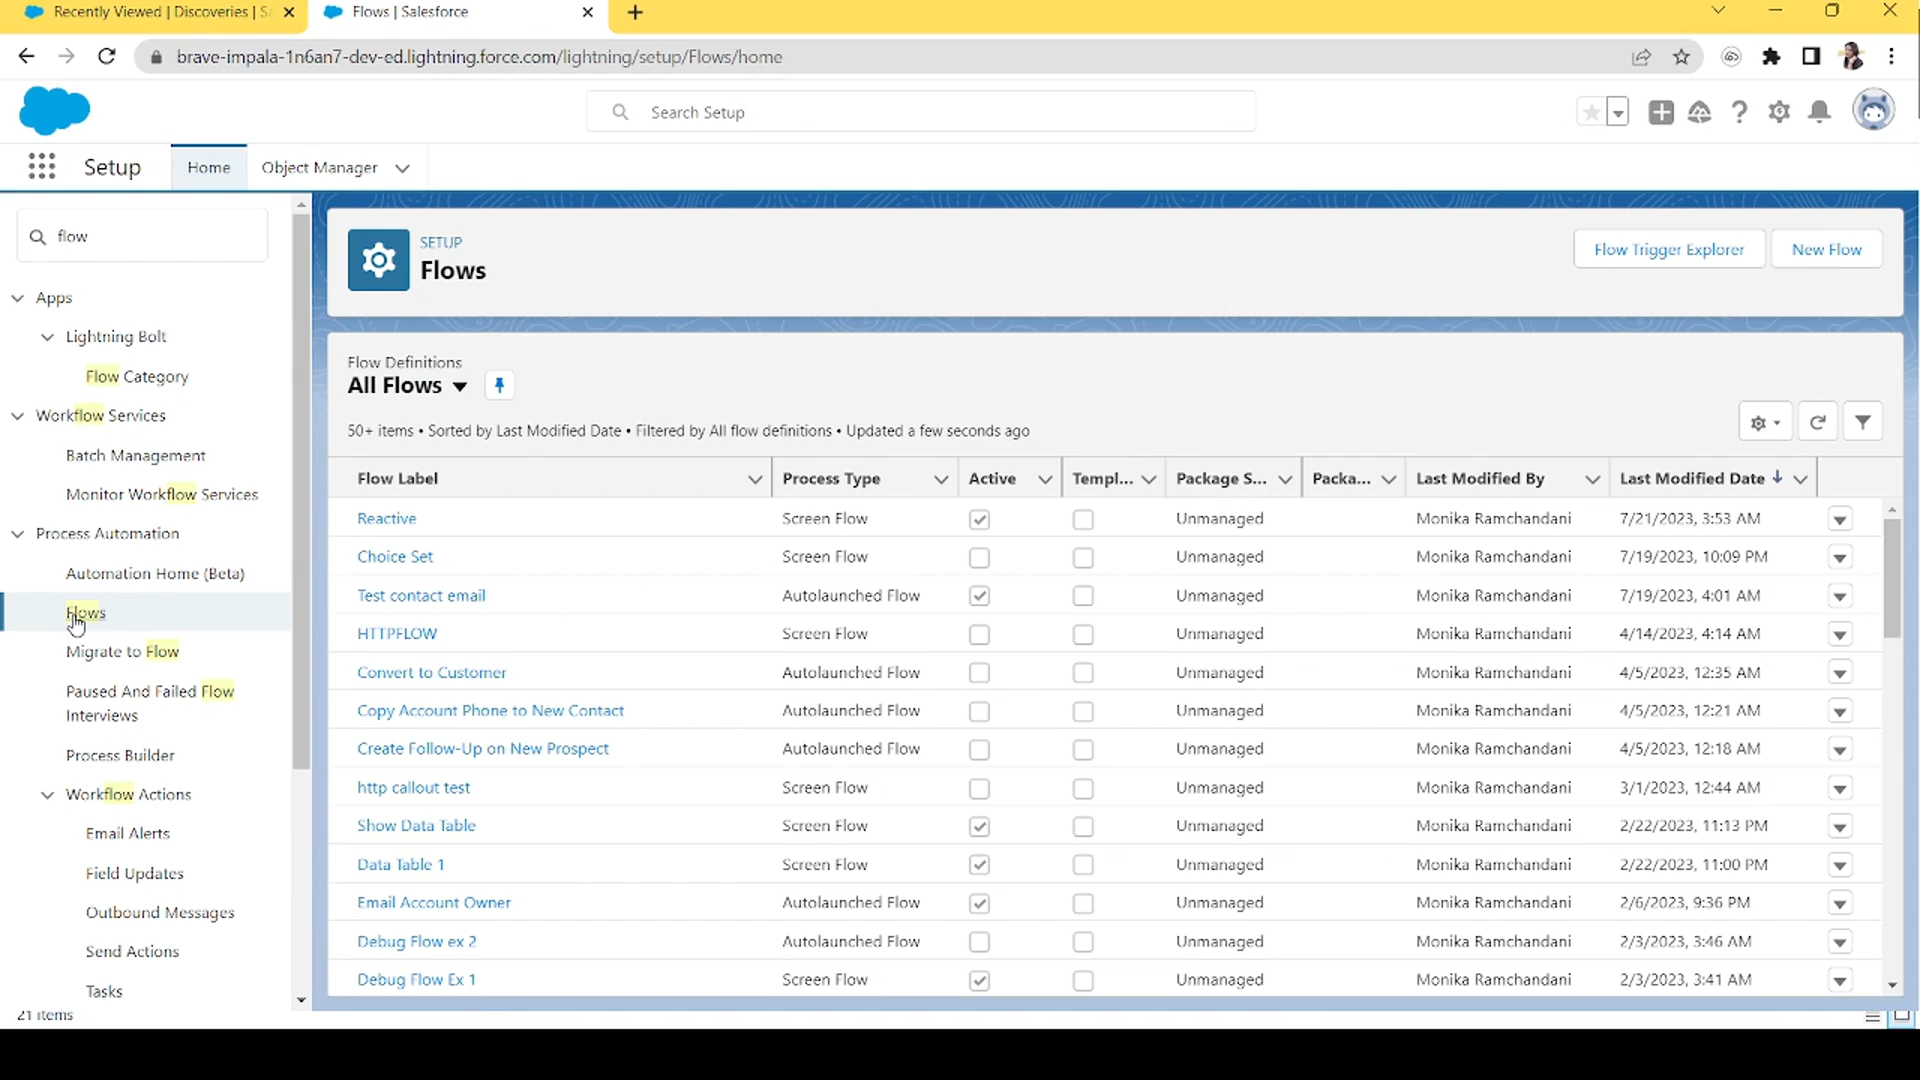 Recently Viewed | Discoveries | Sa
Flows | Salesforce
brave-impala-1n6an7-dev-ed.lightning.force.com/lightning/setup/Flows/home
Search Setup
Setup
Home
Object Manager
flow
Apps
Lightning Bolt
Flow Category
Workflow Services
Batch Management
Monitor Workflow Services
Process Automation
Automation Home (Beta)
Flows
Migrate to Flow
Paused And Failed Flow
Interviews
Process Builder
Workflow Actions
Email Alerts
Field Updates
Outbound Messages
Send Actions
Tasks
21 items
SETUP
Flows
Flow Trigger Explorer
New Flow
Flow Definitions
All Flows
50+ items • Sorted by Last Modified Date • Filtered by All flow definitions • Updated a few seconds ago
Flow Label Process Type Active Templ... Package S... Packa... Last Modified By Last Modified Date
Reactive Screen Flow Unmanaged Monika Ramchandani 7/21/2023, 3:53 AM
Choice Set Screen Flow Unmanaged Monika Ramchandani 7/19/2023, 10:09 PM
Test contact email Autolaunched Flow Unmanaged Monika Ramchandani 7/19/2023, 4:01 AM
HTTPFLOW Screen Flow Unmanaged Monika Ramchandani 4/14/2023, 4:14 AM
Convert to Customer Autolaunched Flow Unmanaged Monika Ramchandani 4/5/2023, 12:35 AM
Copy Account Phone to New Contact Autolaunched Flow Unmanaged Monika Ramchandani 4/5/2023, 12:21 AM
Create Follow-Up on New Prospect Autolaunched Flow Unmanaged Monika Ramchandani 4/5/2023, 12:18 AM
http callout test Screen Flow Unmanaged Monika Ramchandani 3/1/2023, 12:44 AM
Show Data Table Screen Flow Unmanaged Monika Ramchandani 2/22/2023, 11:13 PM
Data Table 1 Screen Flow Unmanaged Monika Ramchandani 2/22/2023, 11:00 PM
Email Account Owner Autolaunched Flow Unmanaged Monika Ramchandani 2/6/2023, 9:36 PM
Debug Flow ex 2 Autolaunched Flow Unmanaged Monika Ramchandani 2/3/2023, 3:46 AM
Debug Flow Ex 1 Screen Flow Unmanaged Monika Ramchandani 2/3/2023, 3:41 AM